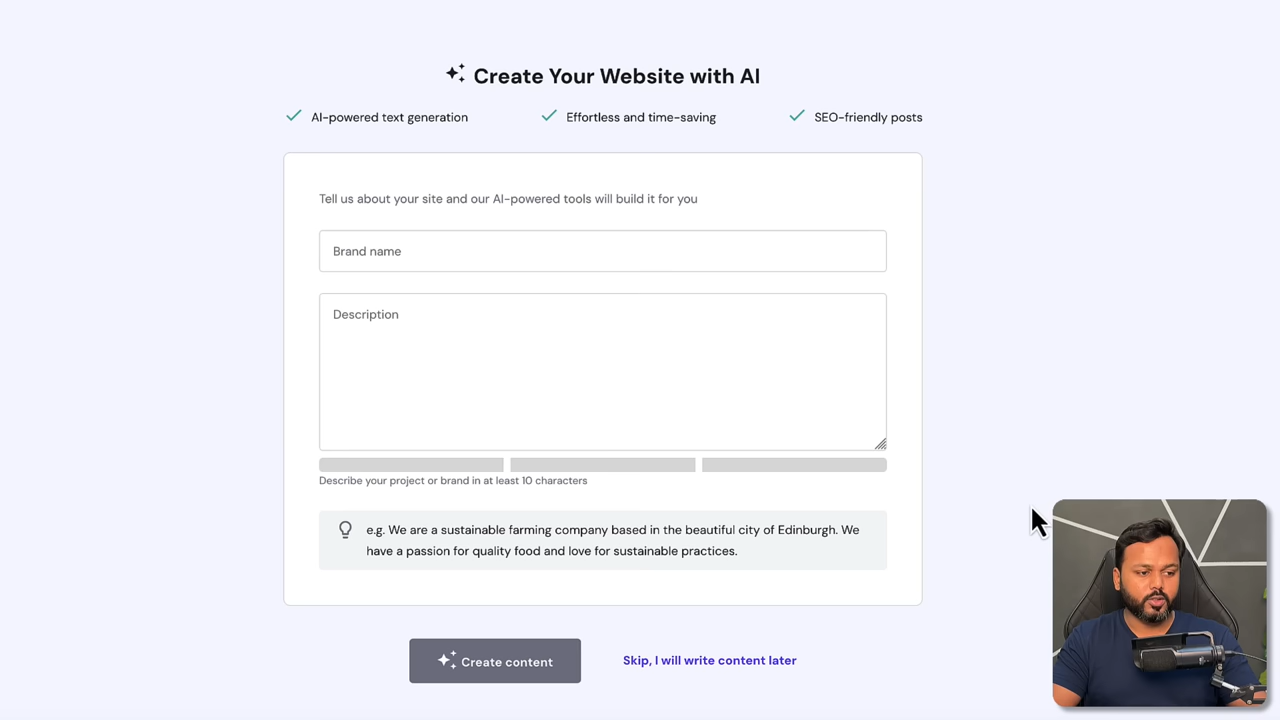 Create Your Website with AI
AI-powered text generation
Effortless and time-saving
SEO-friendly posts
Tell us about your site and our AI-powered tools will build it for you
Brand name
Description
Describe your project or brand in at least 10 characters
e.g. We are a sustainable farming company based in the beautiful city of Edinburgh. We
have a passion for quality food and love for sustainable practices.
Create content
Skip, I will write content later